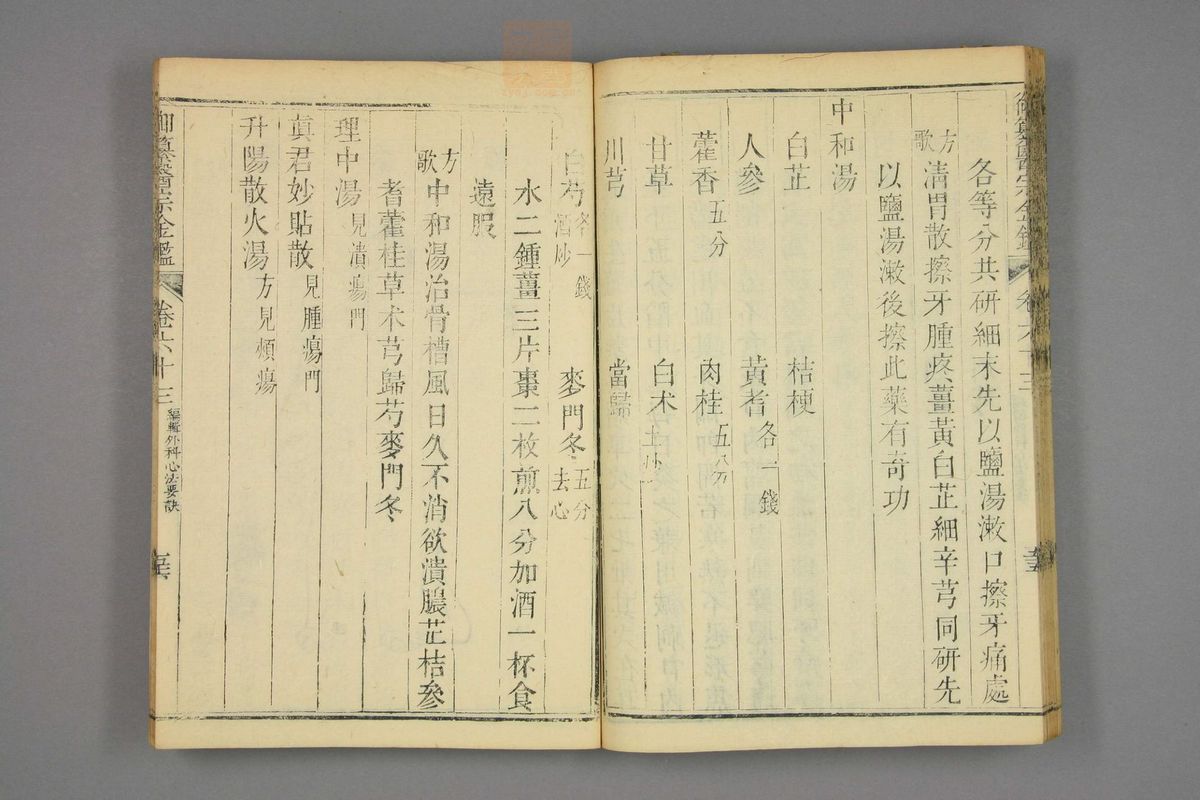 御纂醫宗金鑑 卷六十三
各等分共研細末先以鹽湯漱口擦牙痛處
方歌 清胃散擦牙腫疼薑黃白芷細辛芎同研先
以鹽湯漱後擦此藥有奇功
中和湯
白芷 桔梗
人參 黃耆各一錢
藿香五分 肉桂五分
甘草 白朮土炒
川芎 當歸
白芍各一錢酒炒 麥門冬五分去心
水二鍾薑三片棗二枚煎八分加酒一杯食
遠服
方歌 中和湯治骨槽風日久不消欲潰膿芷桔參
耆藿桂草朮芎歸芍麥門冬
理中湯見潰瘍門
真君妙貼散見腫瘍門
升陽散火湯方見頰瘍
御纂醫宗金鑑 卷六十三 編輯外科心法要訣